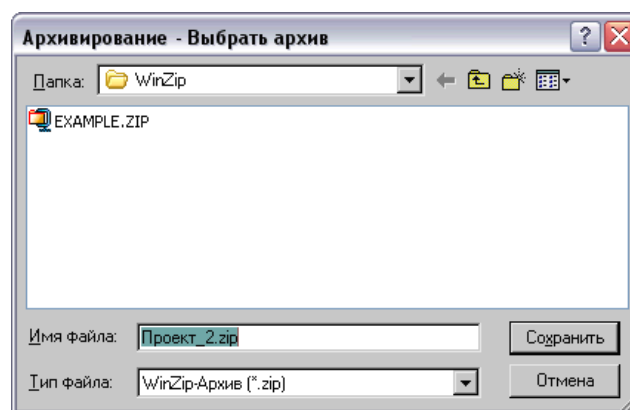 Архивирование - Выбрать архив
Папка: WinZip
EXAMPLE.ZIP
Имя файла: Проект_2.zip Сохранить
Тип файла: WinZip-Архив (*.zip) Отмена